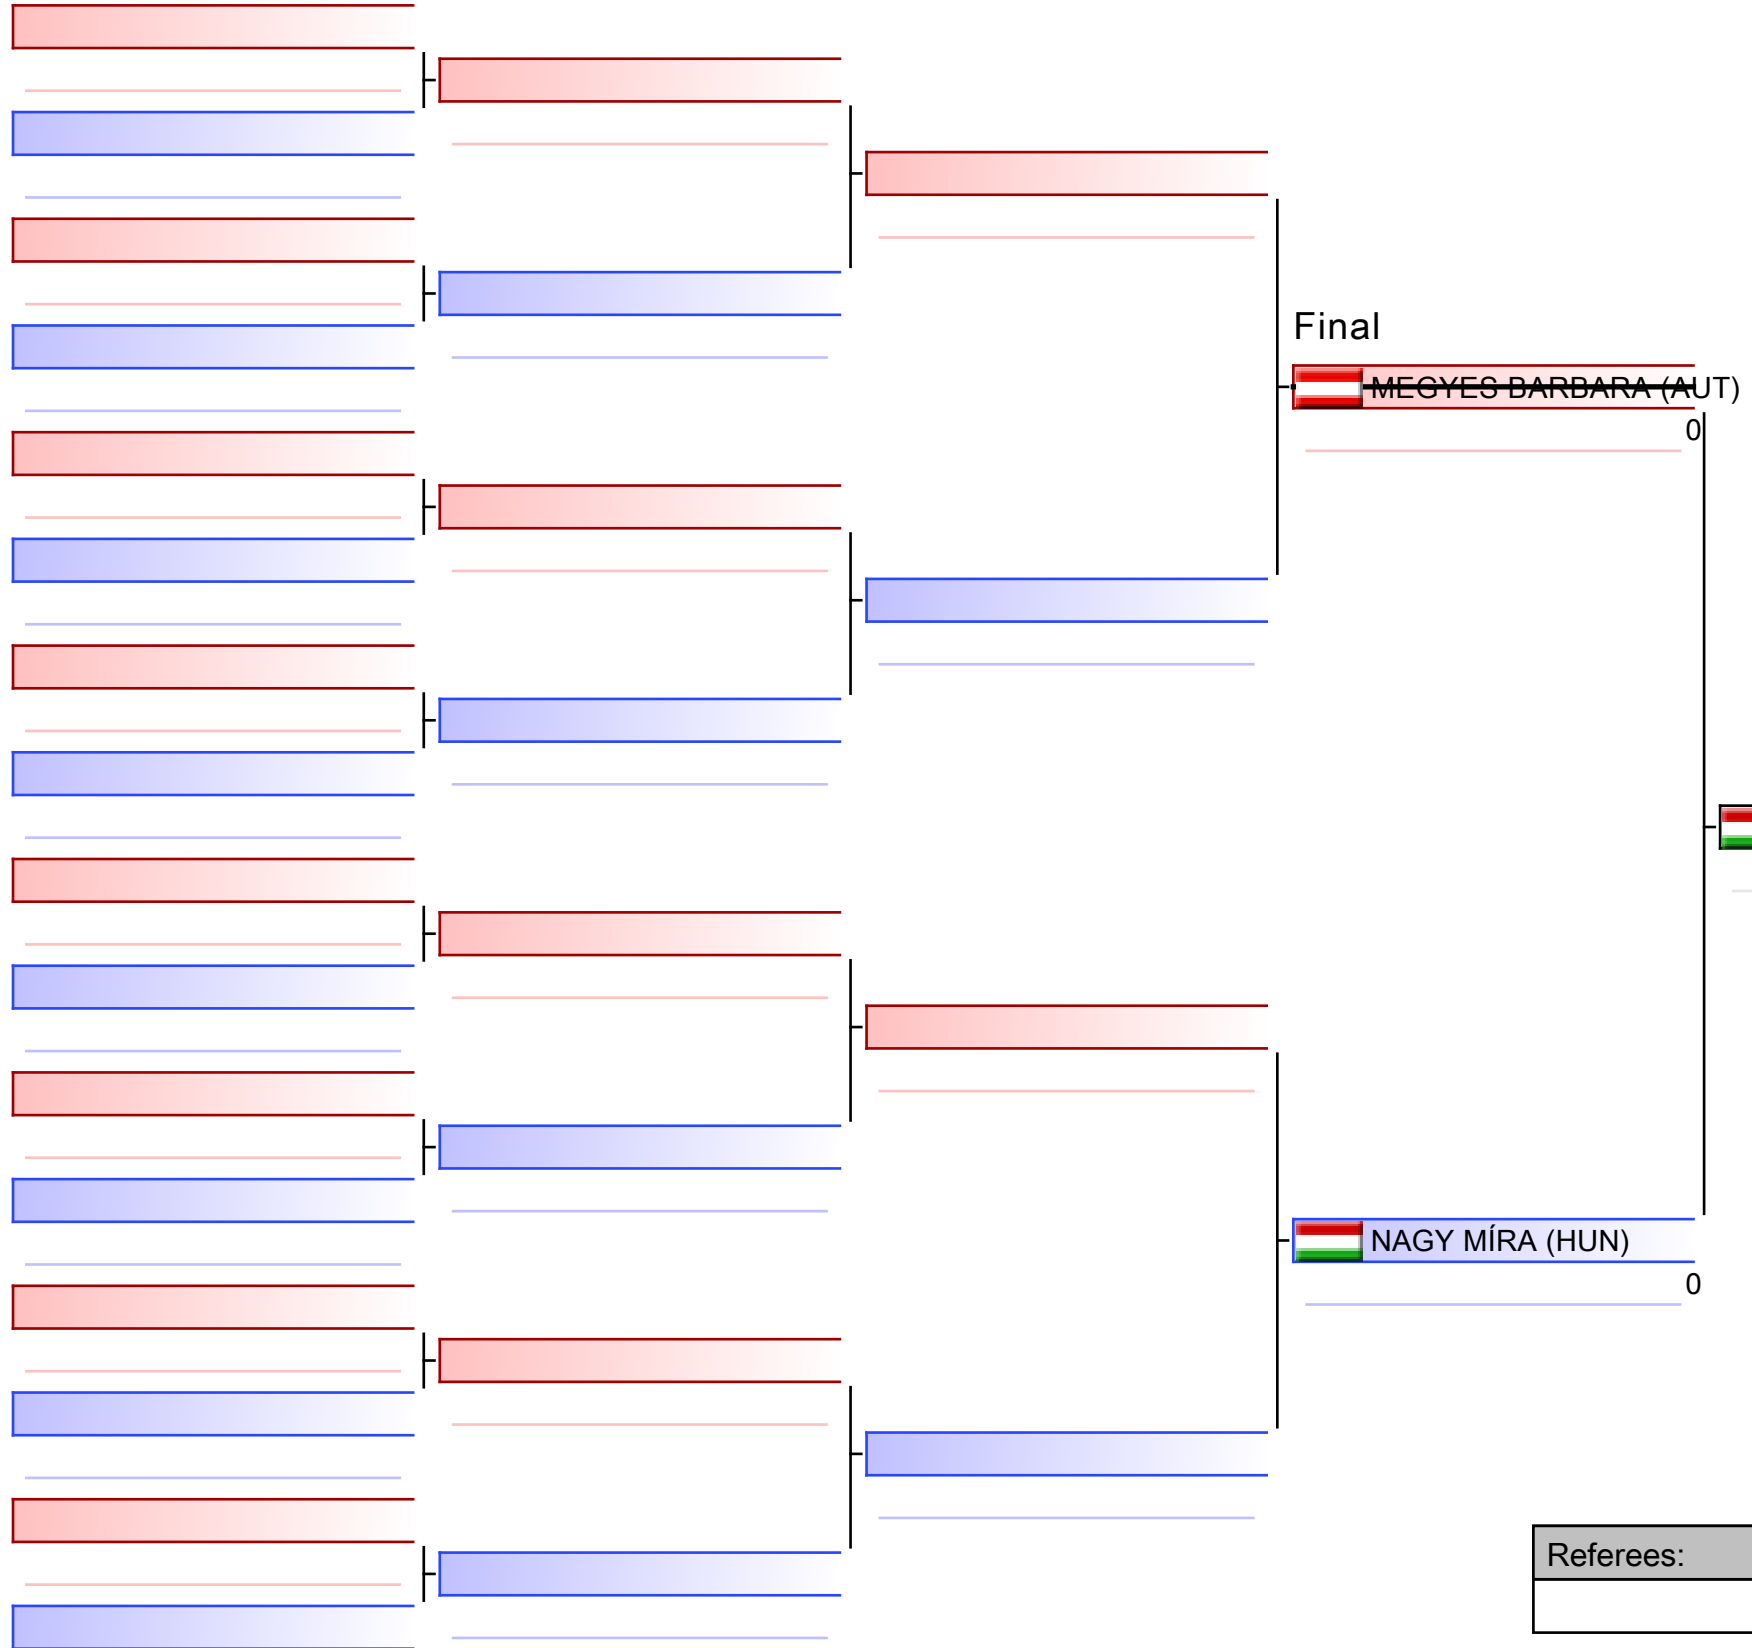 Final
MEGYES BARBARA (AUT)
0
NAGY MÍRA (HUN)
0
Referees: